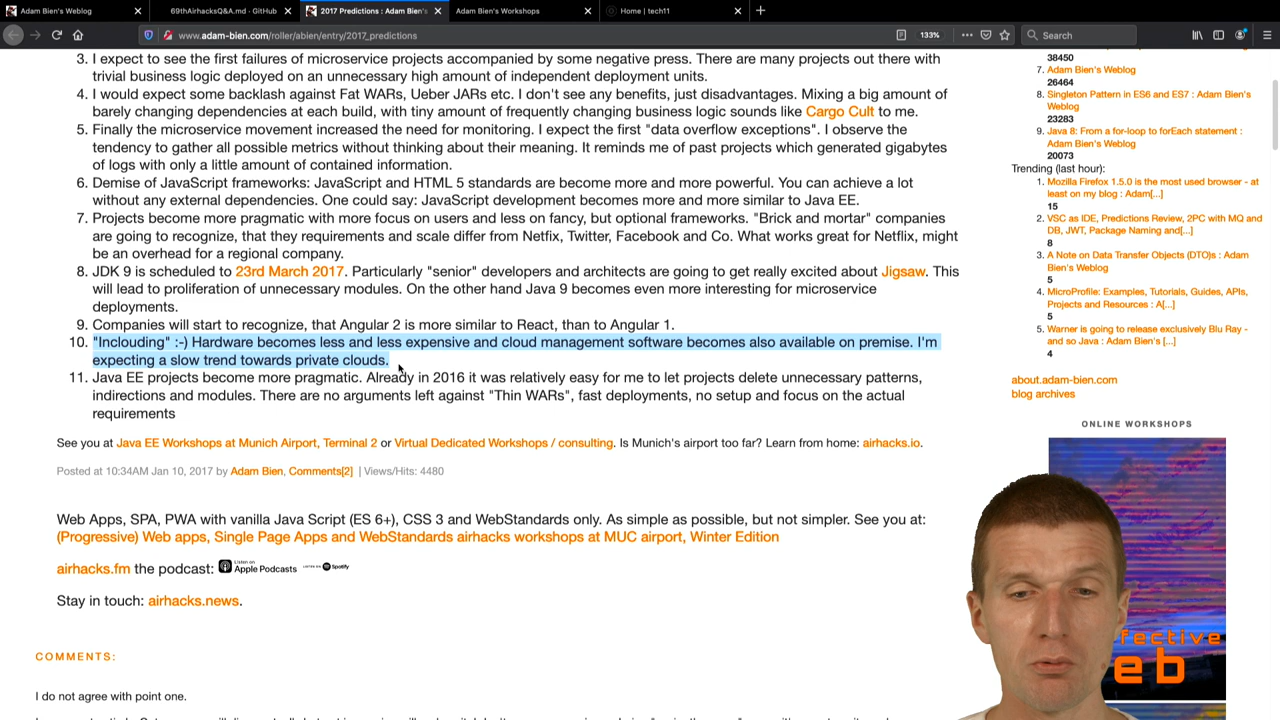 Adam Bien's Weblog
69thAirhacksQ&A.md · GitHub
2017 Predictions : Adam Bien's
Adam Bien's Workshops
Home | tech11
www.adam-bien.com/roller/abien/entry/2017_predictions
133%
Search
3. I expect to see the first failures of microservice projects accompanied by some negative press. There are many projects out there with
trivial business logic deployed on an unnecessary high amount of independent deployment units.
4. I would expect some backlash against Fat WARs, Ueber JARs etc. I don't see any benefits, just disadvantages. Mixing a big amount of
barely changing dependencies at each build, with tiny amount of frequently changing business logic sounds like Cargo Cult to me.
5. Finally the microservice movement increased the need for monitoring. I expect the first "data overflow exceptions". I observe the
tendency to gather all possible metrics without thinking about their meaning. It reminds me of past projects which generated gigabytes
of logs with only a little amount of contained information.
6. Demise of JavaScript frameworks: JavaScript and HTML 5 standards are become more and more powerful. You can achieve a lot
without any external dependencies. One could say: JavaScript development becomes more and more similar to Java EE.
7. Projects become more pragmatic with more focus on users and less on fancy, but optional frameworks. "Brick and mortar" companies
are going to recognize, that they requirements and scale differ from Netfix, Twitter, Facebook and Co. What works great for Netflix, might
be an overhead for a regional company.
8. JDK 9 is scheduled to 23rd March 2017. Particularly "senior" developers and architects are going to get really excited about Jigsaw. This
will lead to proliferation of unnecessary modules. On the other hand Java 9 becomes even more interesting for microservice
deployments.
9. Companies will start to recognize, that Angular 2 is more similar to React, than to Angular 1.
10. "Inclouding" :-) Hardware becomes less and less expensive and cloud management software becomes also available on premise. I'm
expecting a slow trend towards private clouds.
11. Java EE projects become more pragmatic. Already in 2016 it was relatively easy for me to let projects delete unnecessary patterns,
indirections and modules. There are no arguments left against "Thin WARs", fast deployments, no setup and focus on the actual
requirements
See you at Java EE Workshops at Munich Airport, Terminal 2 or Virtual Dedicated Workshops / consulting. Is Munich's airport too far? Learn from home: airhacks.io.
Posted at 10:34AM Jan 10, 2017 by Adam Bien, Comments[2] | Views/Hits: 4480
Web Apps, SPA, PWA with vanilla Java Script (ES 6+), CSS 3 and WebStandards only. As simple as possible, but not simpler. See you at:
(Progressive) Web apps, Single Page Apps and WebStandards airhacks workshops at MUC airport, Winter Edition
airhacks.fm the podcast: Listen on Apple Podcasts LISTEN ON Spotify
Stay in touch: airhacks.news.
COMMENTS:
I do not agree with point one.
38450
7. Adam Bien's Weblog
26464
8. Singleton Pattern in ES6 and ES7 : Adam Bien's
Weblog
23283
9. Java 8: From a for-loop to forEach statement :
Adam Bien's Weblog
20073
Trending (last hour):
1. Mozilla Firefox 1.5.0 is the most used browser - at
least on my blog : Adam[...]
15
2. VSC as IDE, Predictions Review, 2PC with MQ and
DB, JWT, Package Naming and[...]
8
3. A Note on Data Transfer Objects (DTO)s : Adam
Bien's Weblog
5
4. MicroProfile: Examples, Tutorials, Guides, APIs,
Projects and Resources : A[...]
5
5. Warner is going to release exclusively Blu Ray -
and so Java : Adam Bien's [...]
4
about.adam-bien.com
blog archives
ONLINE WORKSHOPS
fective
eb